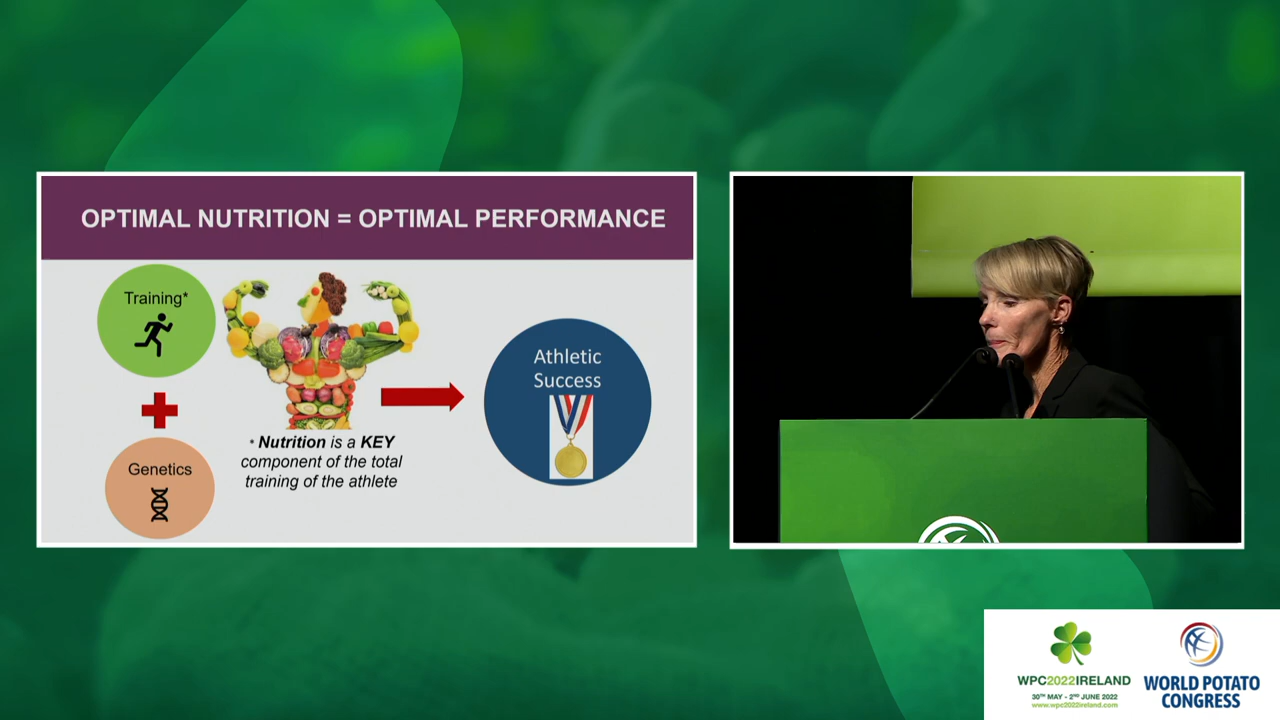 OPTIMAL NUTRITION = OPTIMAL PERFORMANCE
Training*
Genetics
* Nutrition is a KEY
component of the total
training of the athlete
Athletic
Success
WPC2022IRELAND
30TH MAY - 2ND JUNE 2022
www.wpc2022ireland.com
WORLD POTATO
CONGRESS